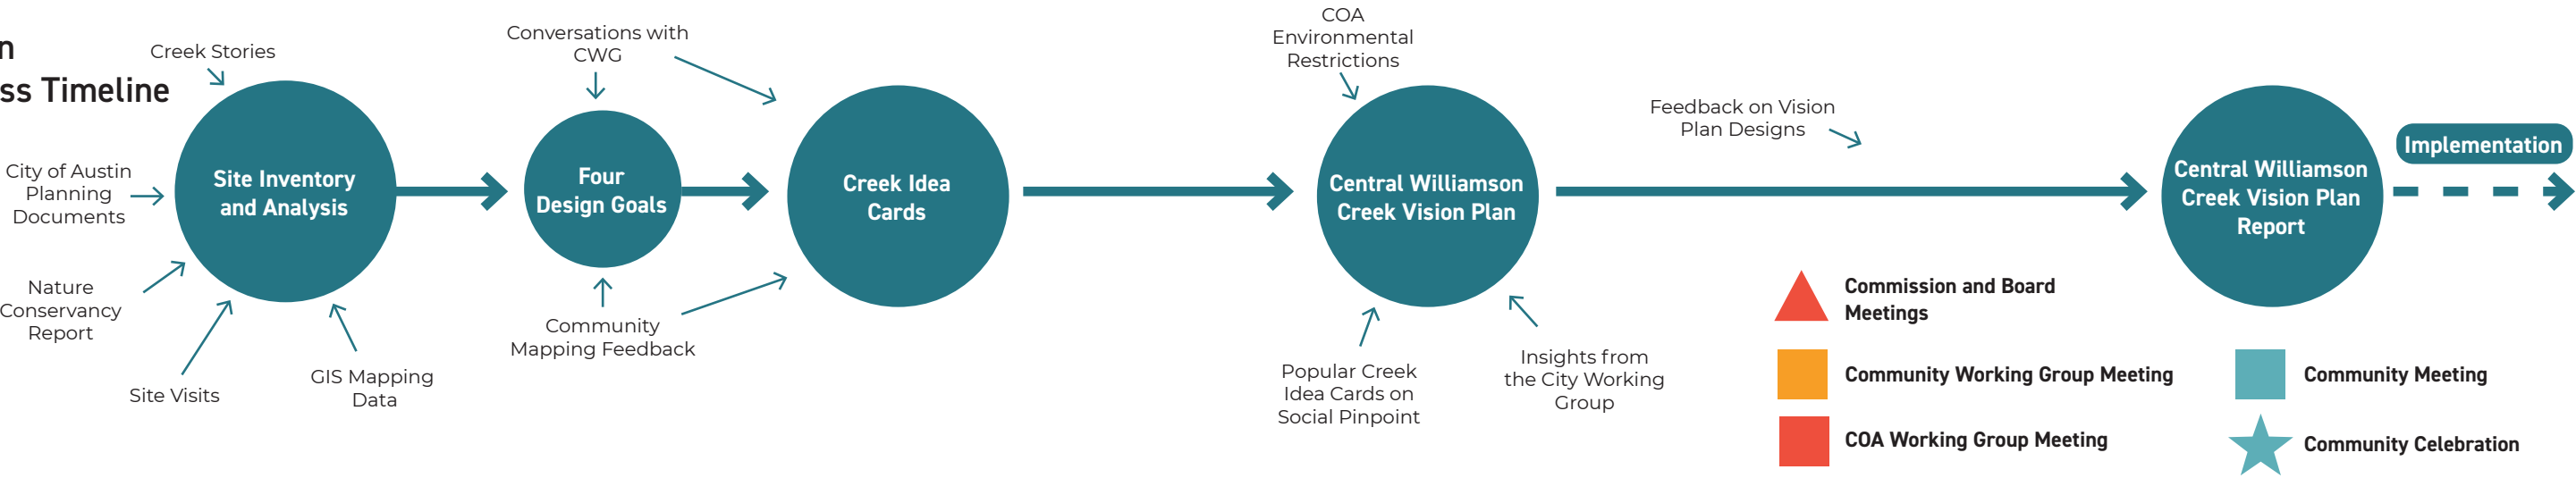 n
ss Timeline
Creek Stories
City of Austin
Planning
Documents
Nature
Conservancy
Report
Site Visits
GIS Mapping
Data
Site Inventory
and Analysis
Conversations with
CWG
Four
Design Goals
Community
Mapping Feedback
Creek Idea
Cards
COA
Environmental
Restrictions
Central Williamson
Creek Vision Plan
Popular Creek
Idea Cards on
Social Pinpoint
Insights from
the City Working
Group
Feedback on Vision
Plan Designs
Central Williamson
Creek Vision Plan
Report
Implementation
Commission and Board
Meetings
Community Working Group Meeting
COA Working Group Meeting
Community Meeting
Community Celebration